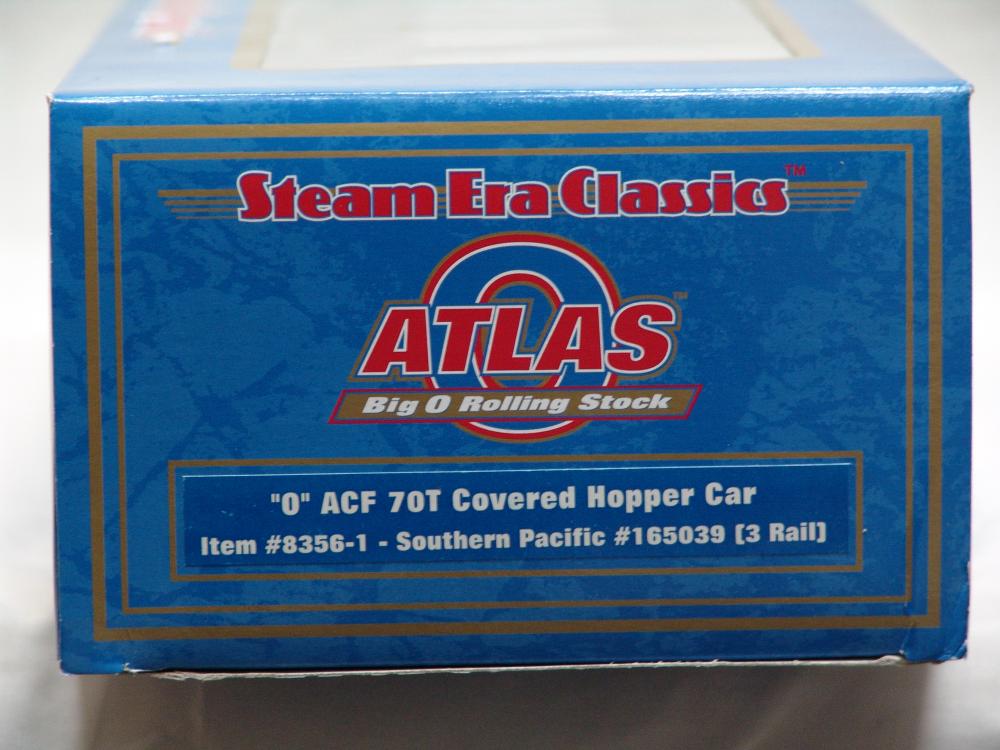 Steam Era Classics™
ATLAS™
O
Big O Rolling Stock
"O" ACF 70T Covered Hopper Car
Item #8356-1 - Southern Pacific #165039 (3 Rail)